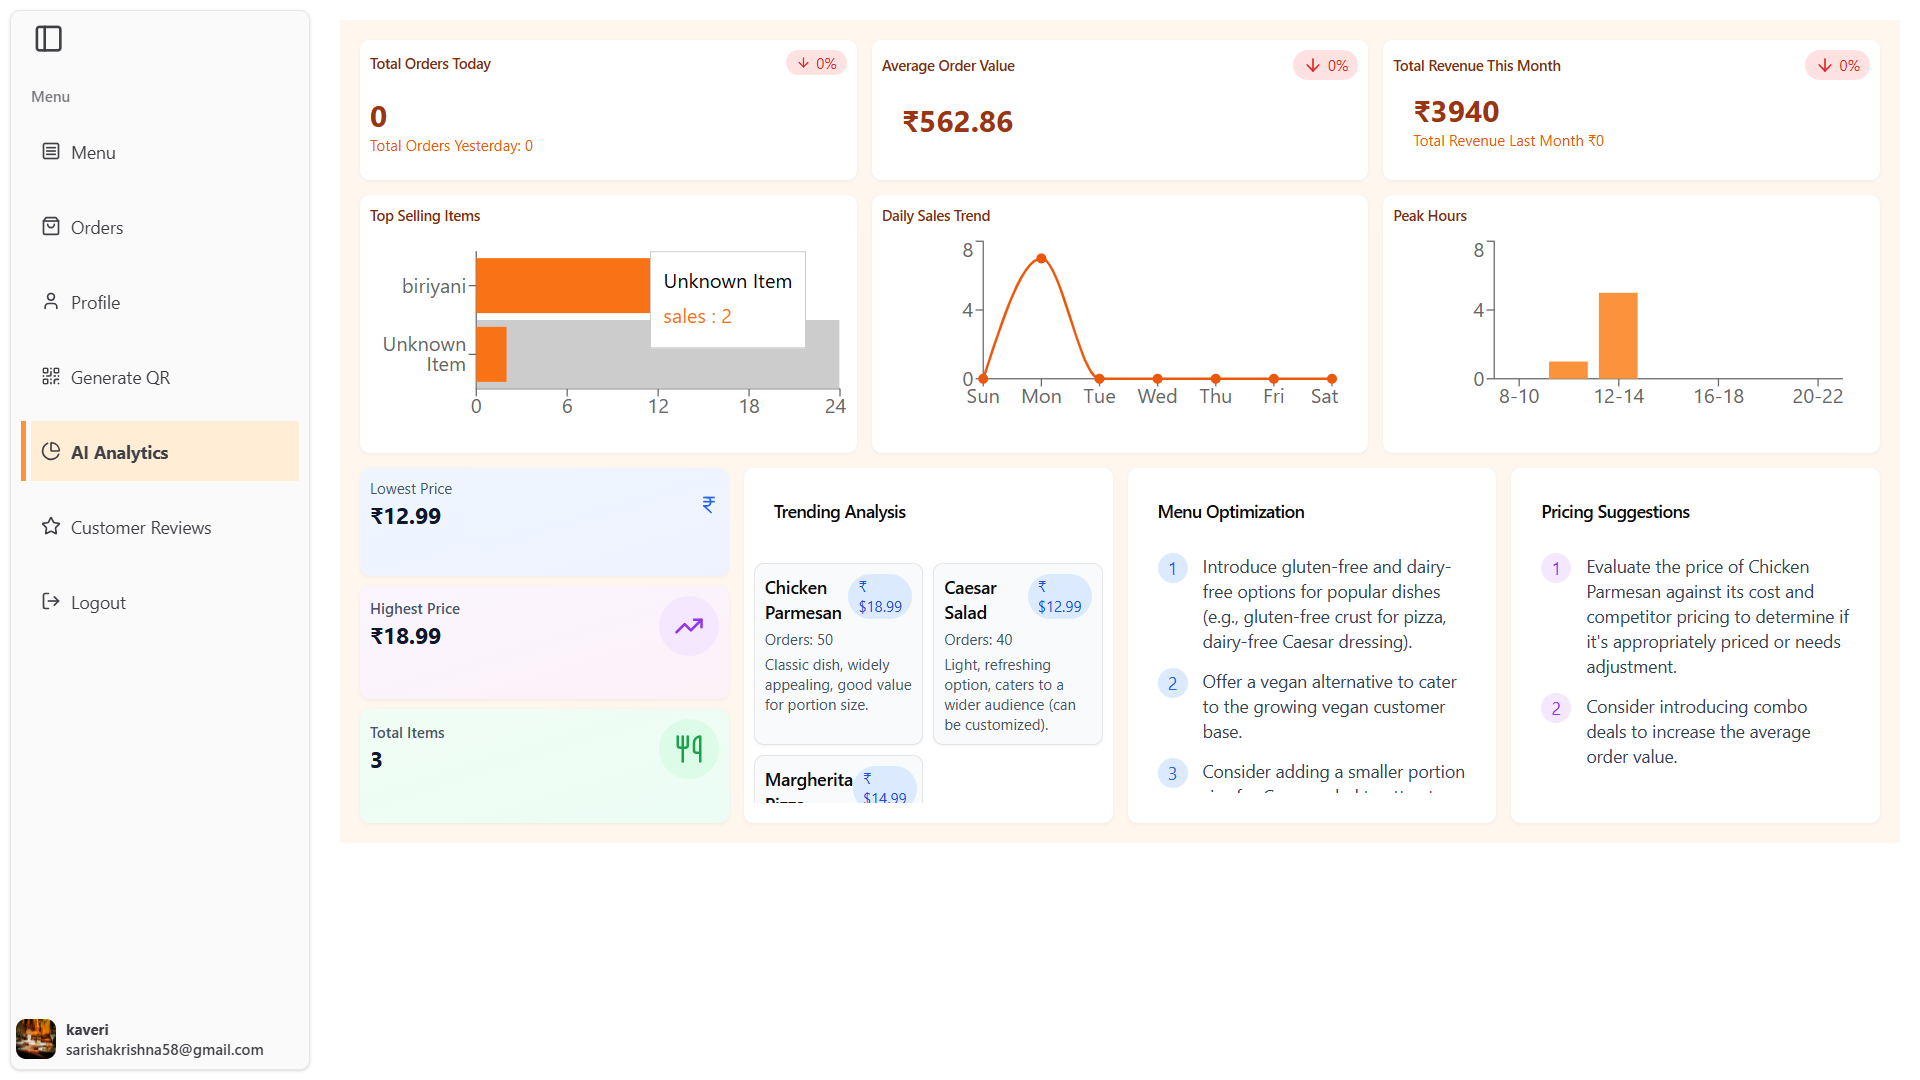 Menu
Menu
Orders
Profile
Generate QR
AI Analytics
Customer Reviews
Logout
kaveri
sarishakrishna58@gmail.com
Total Orders Today
0%
0
Total Orders Yesterday: 0
Average Order Value
0%
₹562.86
Total Revenue This Month
0%
₹3940
Total Revenue Last Month ₹0
Top Selling Items
biriyani
Unknown
Item
0 6 12 18 24
Unknown Item
sales : 2
Daily Sales Trend
8
4
0
Sun Mon Tue Wed Thu Fri Sat
Peak Hours
8
4
0
8-10 12-14 16-18 20-22
Lowest Price
₹12.99
₹
Highest Price
₹18.99
Total Items
3
Trending Analysis
Chicken
Parmesan
₹
$18.99
Orders: 50
Classic dish, widely
appealing, good value
for portion size.
Caesar
Salad
₹
$12.99
Orders: 40
Light, refreshing
option, caters to a
wider audience (can
be customized).
Margherita
Pizza
₹
$14.99
Menu Optimization
1
Introduce gluten-free and dairy-
free options for popular dishes
(e.g., gluten-free crust for pizza,
dairy-free Caesar dressing).
2
Offer a vegan alternative to cater
to the growing vegan customer
base.
3
Consider adding a smaller portion
Pricing Suggestions
1
Evaluate the price of Chicken
Parmesan against its cost and
competitor pricing to determine if
it's appropriately priced or needs
adjustment.
2
Consider introducing combo
deals to increase the average
order value.